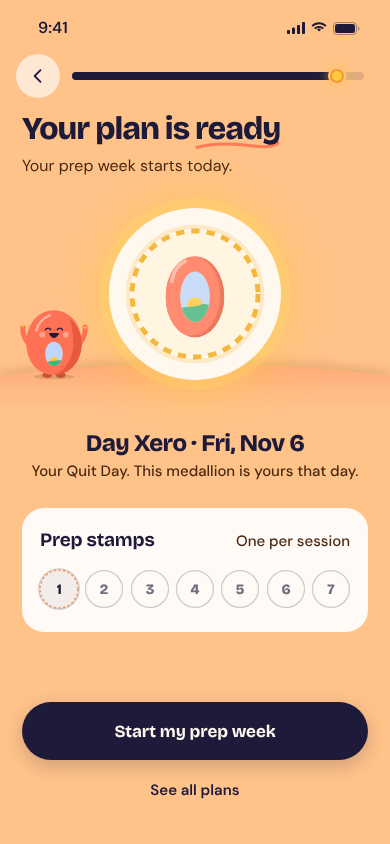 9:41
Your plan is ready
Your prep week starts today.
Day Xero · Fri, Nov 6
Your Quit Day. This medallion is yours that day.
Prep stamps
One per session
1 2 3 4 5 6 7
Start my prep week
See all plans